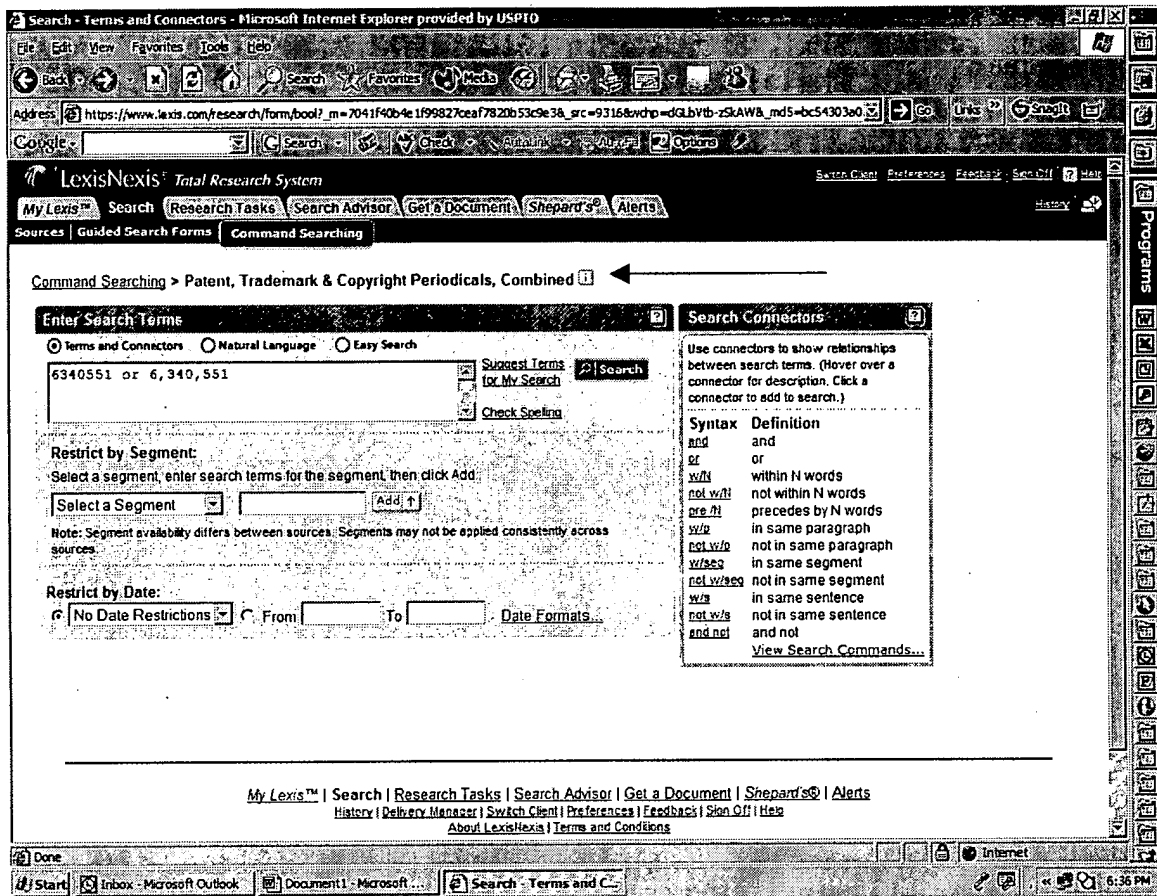 Search - Terms and Connectors - Microsoft Internet Explorer provided by USPTO
File Edit View Favorites Tools Help
Back Search Favorites Media
Address https://www.lexis.com/research/form/bool?_m=7041f40b4e1f99827ceaf7820b53c9e3&_src=9316&wchp=dGLbVtb-zSkAW&_md5=bc54303a0 Go Links SnagIt
Google Search Check AutoLink AutoFill Options
LexisNexis® Total Research System Switch Client Preferences Feedback Sign Off ? Help
My Lexis™ Search Research Tasks Search Advisor Get a Document Shepard's® Alerts History
Sources | Guided Search Forms | Command Searching
Programs
Command Searching > Patent, Trademark & Copyright Periodicals, Combined i
Enter Search Terms ?
Terms and Connectors Natural Language Easy Search
6340551 or 6,340,551
Suggest Terms for My Search
Search
Check Spelling
Restrict by Segment:
Select a segment, enter search terms for the segment, then click Add.
Select a Segment Add ↑
Note: Segment availability differs between sources. Segments may not be applied consistently across
sources.
Restrict by Date:
No Date Restrictions From To Date Formats...
Search Connectors ?
Use connectors to show relationships
between search terms. (Hover over a
connector for description. Click a
connector to add to search.)
Syntax Definition
and and
or or
w/N within N words
not w/N not within N words
pre /N precedes by N words
w/p in same paragraph
not w/p not in same paragraph
w/seg in same segment
not w/seg not in same segment
w/s in same sentence
not w/s not in same sentence
and not and not
View Search Commands...
My Lexis™ | Search | Research Tasks | Search Advisor | Get a Document | Shepard's® | Alerts
History | Delivery Manager | Switch Client | Preferences | Feedback | Sign Off | Help
About LexisNexis | Terms and Conditions
Done Internet
Start Inbox - Microsoft Outlook Document1 - Microsoft ... Search - Terms and C... 6:36 PM